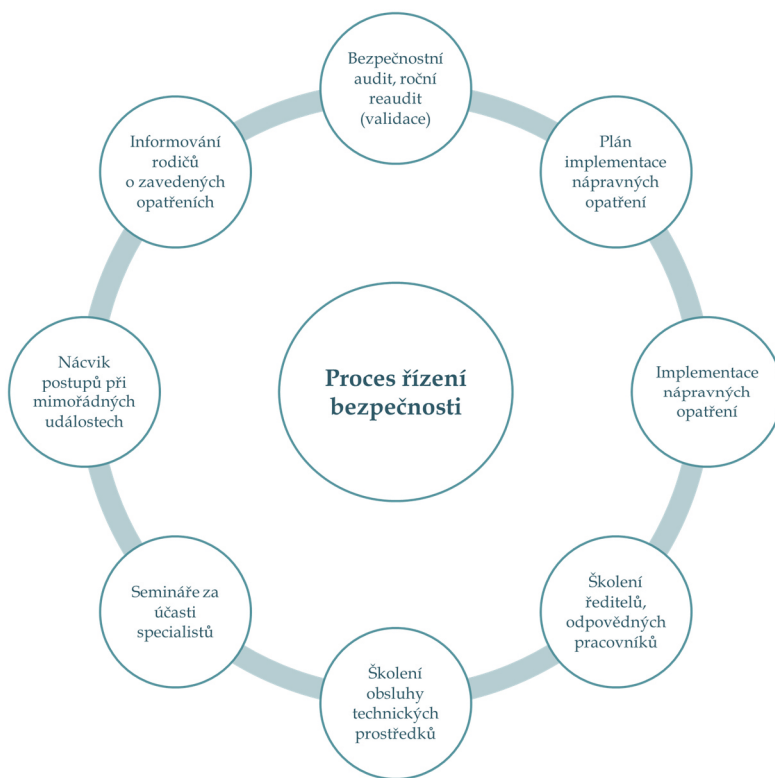 Bezpečnostní
audit, roční
reaudit
(validace)
Plán
implementace
nápravných
opatření
Implementace
nápravných
opatření
Školení
ředitelů,
odpovědných
pracovníků
Školení
obsluhy
technických
prostředků
Semináře za
účasti
specialistů
Nácvik
postupů při
mimořádných
událostech
Informování
rodičů
o zavedených
opatřeních
Proces řízení
bezpečnosti